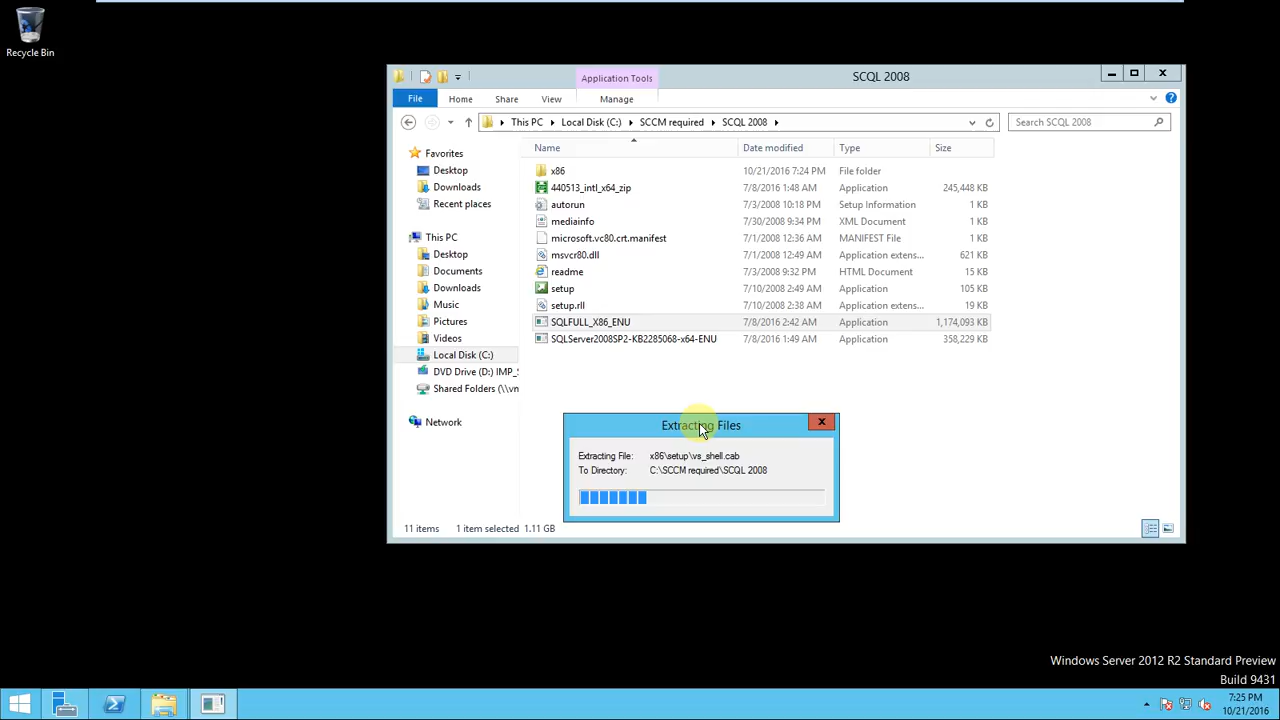 Recycle Bin
Application Tools
SCQL 2008
File Home Share View Manage
This PC Local Disk (C:) SCCM required SCQL 2008
Search SCQL 2008
Name Date modified Type Size
Favorites
Desktop
Downloads
Recent places
This PC
Desktop
Documents
Downloads
Music
Pictures
Videos
Local Disk (C:)
DVD Drive (D:) IMP_S
Shared Folders (\\vn
Network
x86 10/21/2016 7:24 PM File folder
440513_intl_x64_zip 7/8/2016 1:48 AM Application 245,448 KB
autorun 7/3/2008 10:18 PM Setup Information 1 KB
mediainfo 7/30/2008 9:34 PM XML Document 1 KB
microsoft.vc80.crt.manifest 7/1/2008 12:36 AM MANIFEST File 1 KB
msvcr80.dll 7/1/2008 12:49 AM Application extens... 621 KB
readme 7/3/2008 9:32 PM HTML Document 15 KB
setup 7/10/2008 2:49 AM Application 105 KB
setup.rll 7/10/2008 2:38 AM Application extens... 19 KB
SQLFULL_X86_ENU 7/8/2016 2:42 AM Application 1,174,093 KB
SQLServer2008SP2-KB2285068-x64-ENU 7/8/2016 1:49 AM Application 358,229 KB
Extracting Files
Extracting File: x86\setup\vs_shell.cab
To Directory: C:\SCCM required\SCQL 2008
11 items 1 item selected 1.11 GB
Windows Server 2012 R2 Standard Preview
Build 9431
7:25 PM
10/21/2016